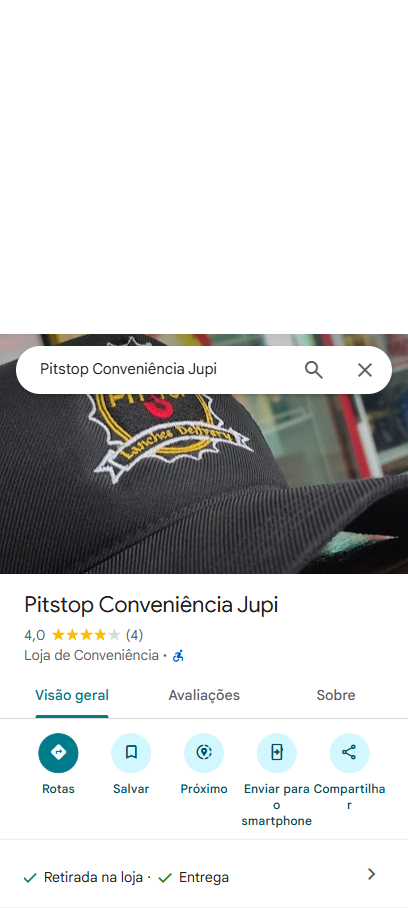 Pitstop Conveniência Jupi
Lanches Delivery
Pitstop Conveniência Jupi
4,0 (4)
Loja de Conveniência ·
Visão geral Avaliações Sobre
Rotas Salvar Próximo Enviar para o smartphone Compartilhar
Retirada na loja · Entrega